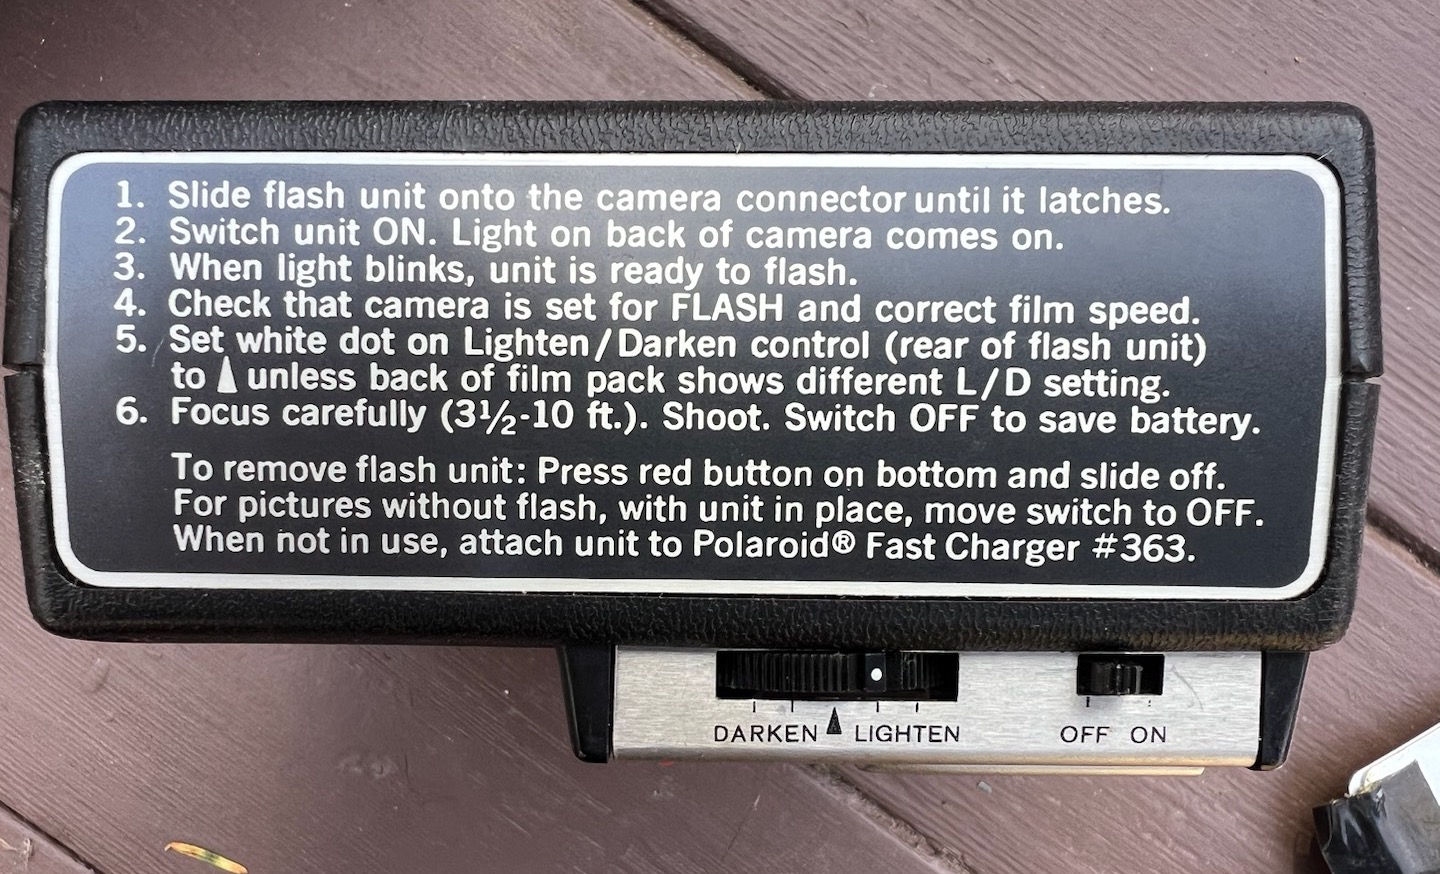 1. Slide flash unit onto the camera connector until it latches.
2. Switch unit ON. Light on back of camera comes on.
3. When light blinks, unit is ready to flash.
4. Check that camera is set for FLASH and correct film speed.
5. Set white dot on Lighten/Darken control (rear of flash unit)
to ▲ unless back of film pack shows different L/D setting.
6. Focus carefully (3½-10 ft.). Shoot. Switch OFF to save battery.
To remove flash unit: Press red button on bottom and slide off.
For pictures without flash, with unit in place, move switch to OFF.
When not in use, attach unit to Polaroid® Fast Charger #363.
DARKEN ▲ LIGHTEN OFF ON